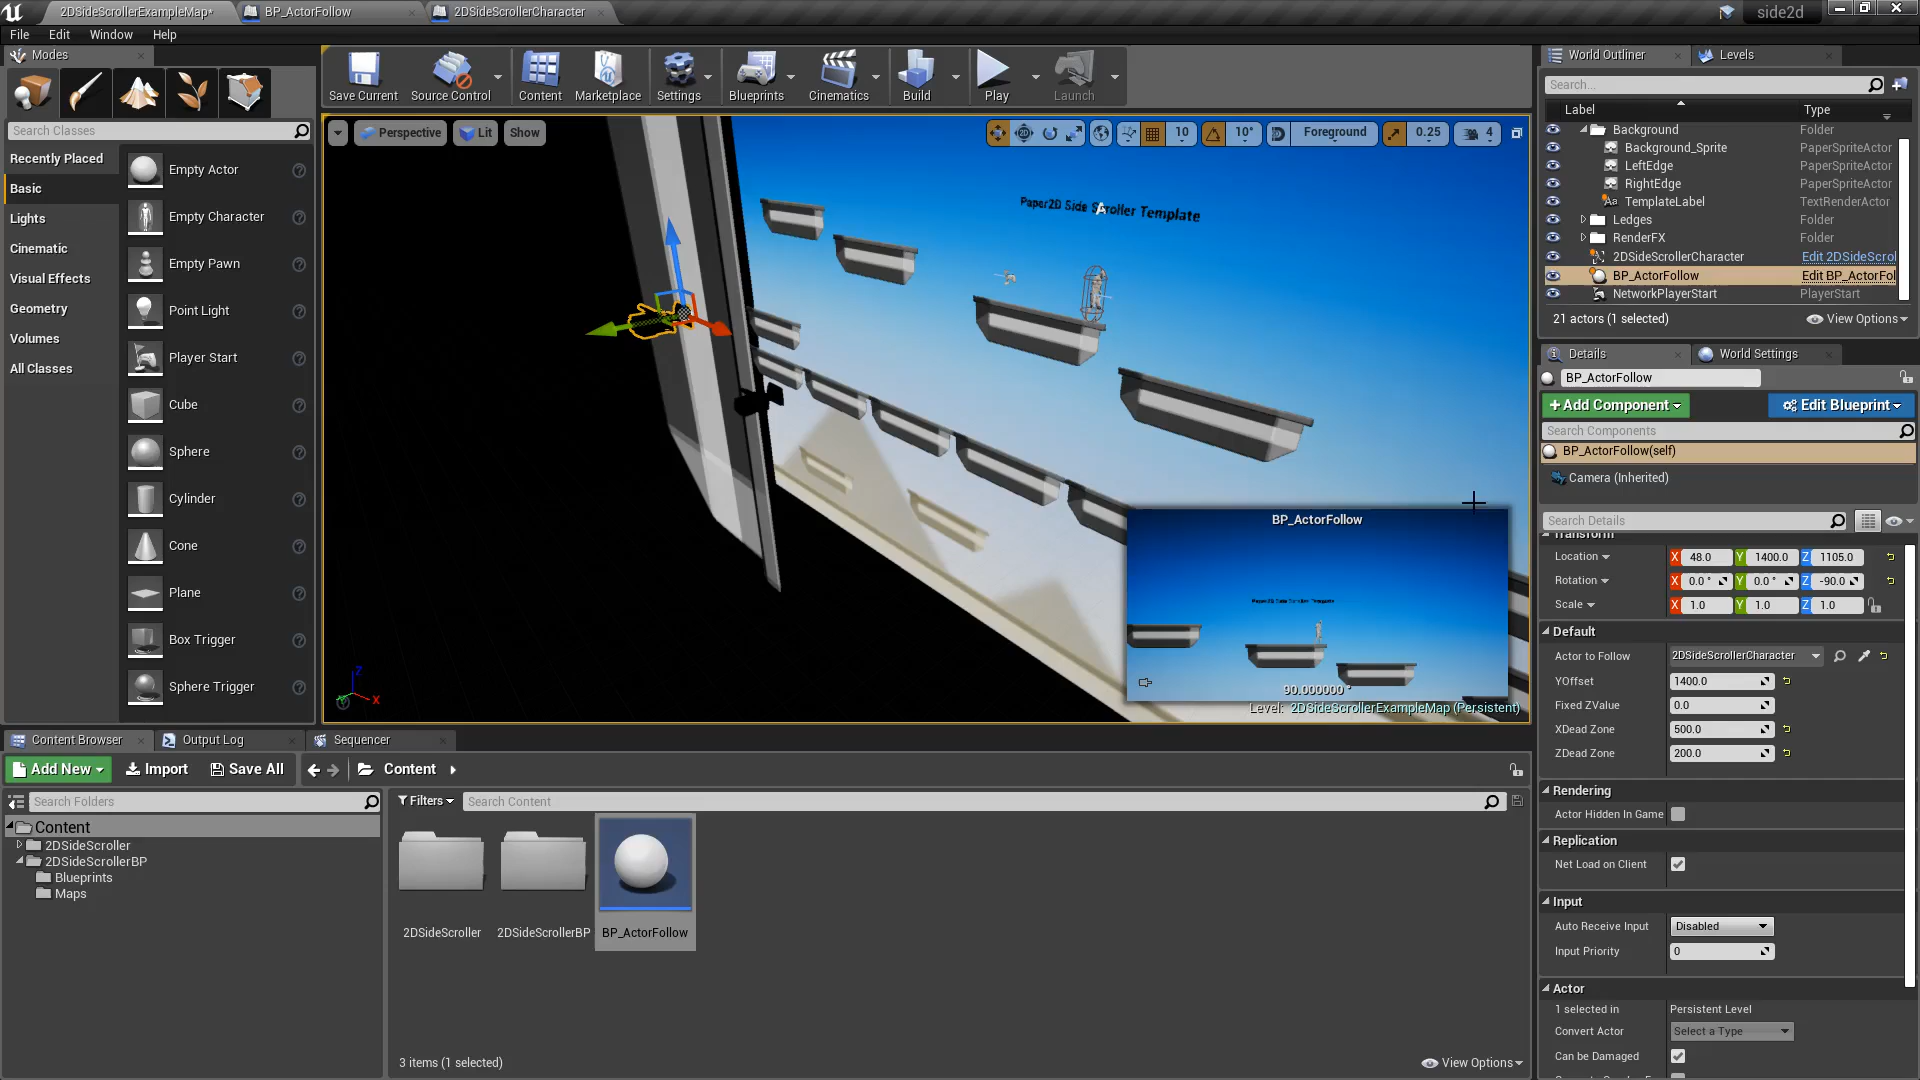 2DSideScrollerExampleMap*
BP_ActorFollow
2DSideScrollerCharacter
side2d
File
Edit
Window
Help
Modes
Save Current
Source Control
Content
Marketplace
Settings
Blueprints
Cinematics
Build
Play
Launch
World Outliner
Levels
Search Classes
Search...
Label
Type
Perspective
Lit
Show
10
10°
Foreground
0.25
4
Recently Placed
Basic
Lights
Cinematic
Visual Effects
Geometry
Volumes
All Classes
Empty Actor
Empty Character
Empty Pawn
Point Light
Player Start
Cube
Sphere
Cylinder
Cone
Plane
Box Trigger
Sphere Trigger
Paper2D Side Scroller Template
Z
X
Y
BP_ActorFollow
Paper2D Side Scroller Template
90.000000 °
Level: 2DSideScrollerExampleMap (Persistent)
Background Folder
Background_Sprite PaperSpriteActor
LeftEdge PaperSpriteActor
RightEdge PaperSpriteActor
TemplateLabel TextRenderActor
Ledges Folder
RenderFX Folder
2DSideScrollerCharacter Edit 2DSideScrol
BP_ActorFollow Edit BP_ActorFol
NetworkPlayerStart PlayerStart
21 actors (1 selected)
View Options
Details
World Settings
BP_ActorFollow
+Add Component
Edit Blueprint
Search Components
BP_ActorFollow(self)
Camera (Inherited)
Search Details
Transform
Location X 48.0 Y 1400.0 Z 1105.0
Rotation X 0.0 ° Y 0.0 ° Z -90.0
Scale X 1.0 Y 1.0 Z 1.0
Default
Actor to Follow 2DSideScrollerCharacter
YOffset 1400.0
Fixed ZValue 0.0
XDead Zone 500.0
ZDead Zone 200.0
Rendering
Actor Hidden In Game
Replication
Net Load on Client
Input
Auto Receive Input Disabled
Input Priority 0
Actor
1 selected in Persistent Level
Convert Actor Select a Type
Can be Damaged
Content Browser
Output Log
Sequencer
Add New
Import
Save All
Content
Search Folders
Filters
Search Content
Content
2DSideScroller
2DSideScrollerBP
Blueprints
Maps
2DSideScroller
2DSideScrollerBP
BP_ActorFollow
3 items (1 selected)
View Options